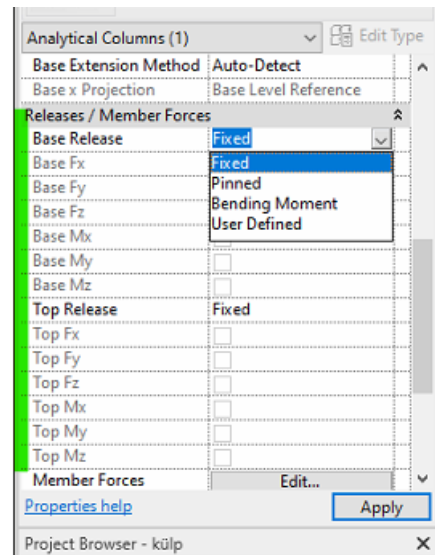 Analytical Columns (1) Edit Type
Base Extension Method Auto-Detect
Base x Projection Base Level Reference
Releases / Member Forces
Base Release Fixed
Base Fx Fixed
Base Fy Pinned
Base Fz Bending Moment
Base Mx User Defined
Base My
Base Mz
Top Release Fixed
Top Fx
Top Fy
Top Fz
Top Mx
Top My
Top Mz
Member Forces Edit...
Properties help Apply
Project Browser - külp